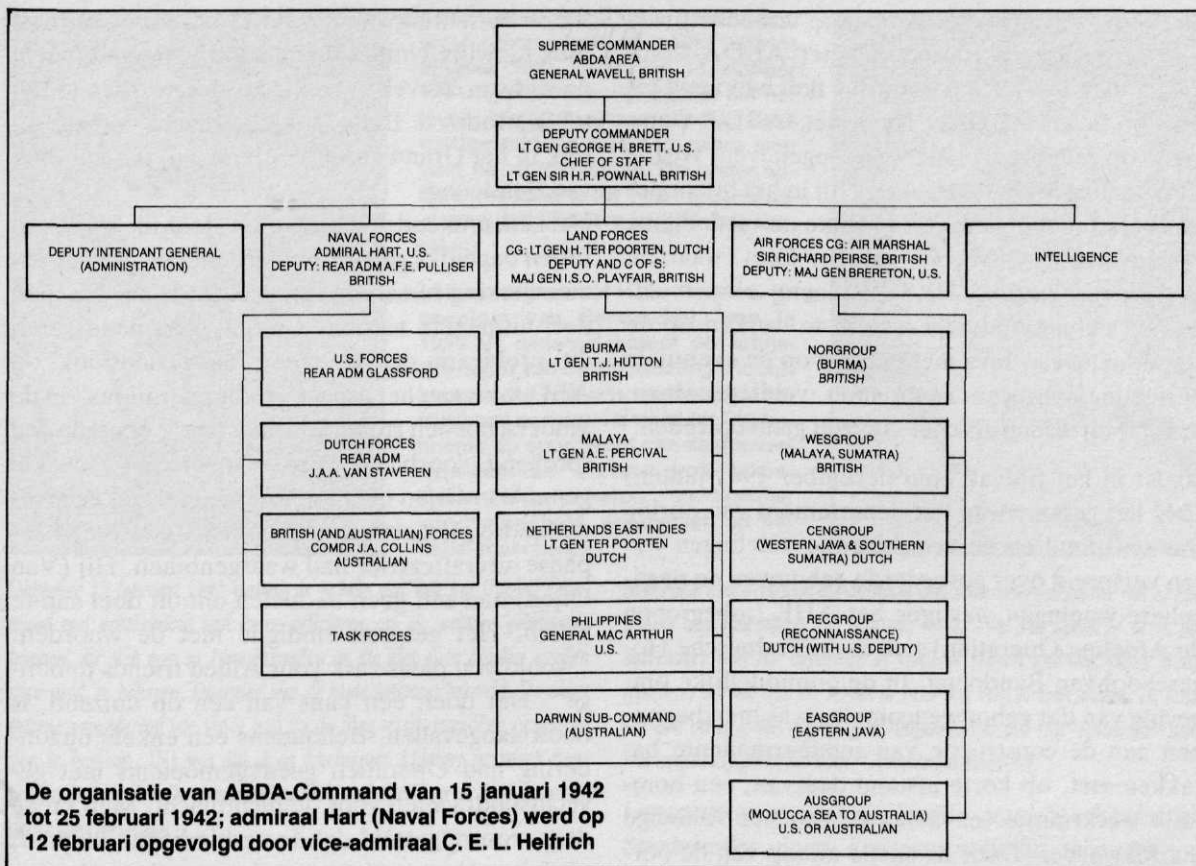 SUPREME COMMANDER
ABDA AREA
GENERAL WAVELL, BRITISH
DEPUTY COMMANDER
LT GEN GEORGE H. BRETT, U.S.
CHIEF OF STAFF
LT GEN SIR H.R. POWNALL, BRITISH
DEPUTY INTENDANT GENERAL
(ADMINISTRATION)
NAVAL FORCES
ADMIRAL HART, U.S.
DEPUTY: REAR ADM A.F.E. PULLISER
BRITISH
LAND FORCES
CG: LT GEN H. TER POORTEN, DUTCH
DEPUTY AND C OF S:
MAJ GEN I.S.O. PLAYFAIR, BRITISH
AIR FORCES CG: AIR MARSHAL
SIR RICHARD PEIRSE, BRITISH
DEPUTY: MAJ GEN BRERETON, U.S.
INTELLIGENCE
U.S. FORCES
REAR ADM GLASSFORD
DUTCH FORCES
REAR ADM
J.A.A. VAN STAVEREN
BRITISH (AND AUSTRALIAN) FORCES
COMDR J.A. COLLINS
AUSTRALIAN
TASK FORCES
BURMA
LT GEN T.J. HUTTON
BRITISH
MALAYA
LT GEN A.E. PERCIVAL
BRITISH
NETHERLANDS EAST INDIES
LT GEN TER POORTEN
DUTCH
PHILIPPINES
GENERAL MAC ARTHUR
U.S.
DARWIN SUB-COMMAND
(AUSTRALIAN)
NORGROUP
(BURMA)
BRITISH
WESGROUP
(MALAYA, SUMATRA)
BRITISH
CENGROUP
(WESTERN JAVA & SOUTHERN
SUMATRA) DUTCH
RECGROUP
(RECONNAISSANCE)
DUTCH (WITH U.S. DEPUTY)
EASGROUP
(EASTERN JAVA)
AUSGROUP
(MOLUCCA SEA TO AUSTRALIA)
U.S. OR AUSTRALIAN
De organisatie van ABDA-Command van 15 januari 1942
tot 25 februari 1942; admiraal Hart (Naval Forces) werd op
12 februari opgevolgd door vice-admiraal C. E. L. Helfrich